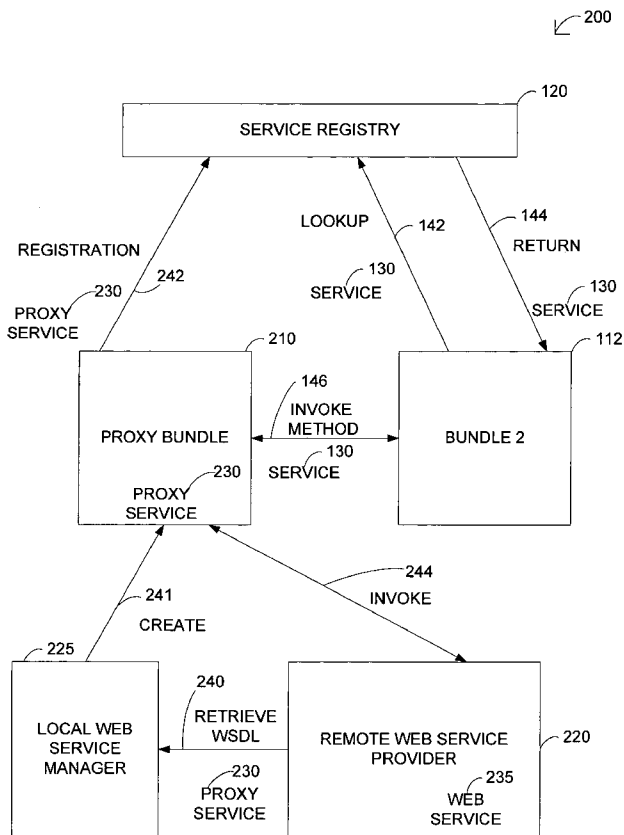 200
120
SERVICE REGISTRY
LOOKUP
142
144
RETURN
REGISTRATION
130
SERVICE
130
SERVICE
230
PROXY
SERVICE
242
210
112
146
INVOKE
METHOD
PROXY BUNDLE
BUNDLE 2
130
SERVICE
230
PROXY
SERVICE
244
INVOKE
241
CREATE
225
240
RETRIEVE
WSDL
LOCAL WEB
SERVICE
MANAGER
REMOTE WEB SERVICE
PROVIDER
220
230
PROXY
SERVICE
235
WEB
SERVICE